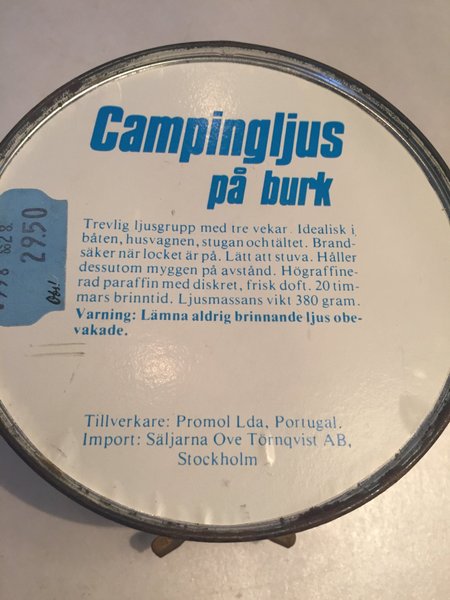 Campingljus
på burk
Trevlig ljusgrupp med tre vekar. Idealisk i
båten, husvagnen, stugan och tältet. Brand-
säker när locket är på. Lätt att stuva. Håller
dessutom myggen på avstånd. Högraffine-
rad paraffin med diskret, frisk doft. 20 tim-
mars brinntid. Ljusmassans vikt 380 gram.
Varning: Lämna aldrig brinnande ljus obe-
vakade.
29.50
Tillverkare: Promol Lda, Portugal.
Import: Säljarna Ove Törnqvist AB,
Stockholm